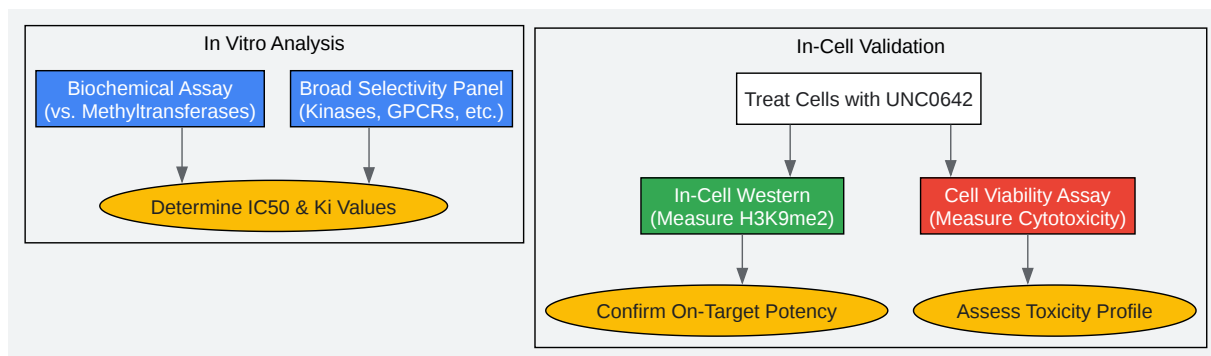 In Vitro Analysis
Biochemical Assay
(vs. Methyltransferases)
Broad Selectivity Panel
(Kinases, GPCRs, etc.)
Determine IC50 & Ki Values
In-Cell Validation
Treat Cells with UNC0642
In-Cell Western
(Measure H3K9me2)
Cell Viability Assay
(Measure Cytotoxicity)
Confirm On-Target Potency
Assess Toxicity Profile